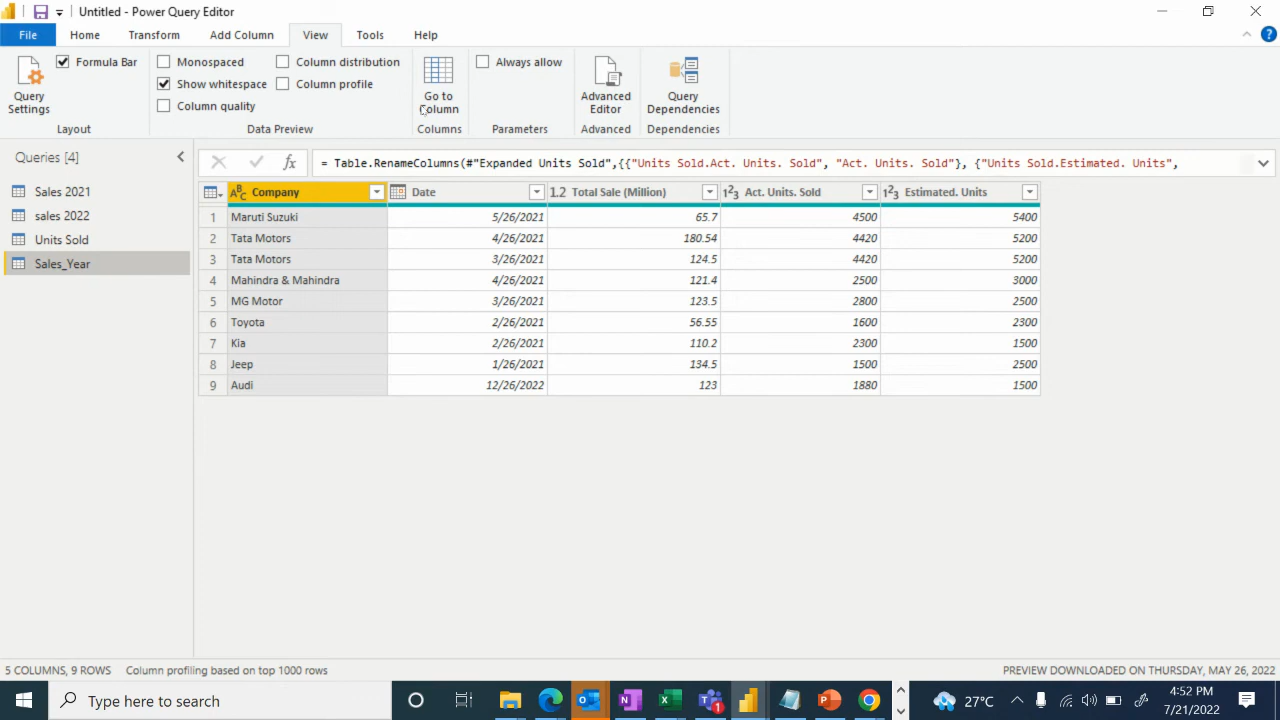 Untitled - Power Query Editor
File Home Transform Add Column View Tools Help
Query Settings
Formula Bar
Layout
Monospaced
Show whitespace
Column quality
Column distribution
Column profile
Data Preview
Go to Column
Columns
Always allow
Parameters
Advanced Editor
Advanced
Query Dependencies
Dependencies
Queries [4]
Sales 2021
sales 2022
Units Sold
Sales_Year
fx = Table.RenameColumns(#"Expanded Units Sold",{{"Units Sold.Act. Units. Sold", "Act. Units. Sold"}, {"Units Sold.Estimated. Units",
ABC Company Date 1.2 Total Sale (Million) 123 Act. Units. Sold 123 Estimated. Units
1 Maruti Suzuki 5/26/2021 65.7 4500 5400
2 Tata Motors 4/26/2021 180.54 4420 5200
3 Tata Motors 3/26/2021 124.5 4420 5200
4 Mahindra & Mahindra 4/26/2021 121.4 2500 3000
5 MG Motor 3/26/2021 123.5 2800 2500
6 Toyota 2/26/2021 56.55 1600 2300
7 Kia 2/26/2021 110.2 2300 1500
8 Jeep 1/26/2021 134.5 1500 2500
9 Audi 12/26/2022 123 1880 1500
5 COLUMNS, 9 ROWS Column profiling based on top 1000 rows PREVIEW DOWNLOADED ON THURSDAY, MAY 26, 2022
Type here to search
27°C
4:52 PM
7/21/2022